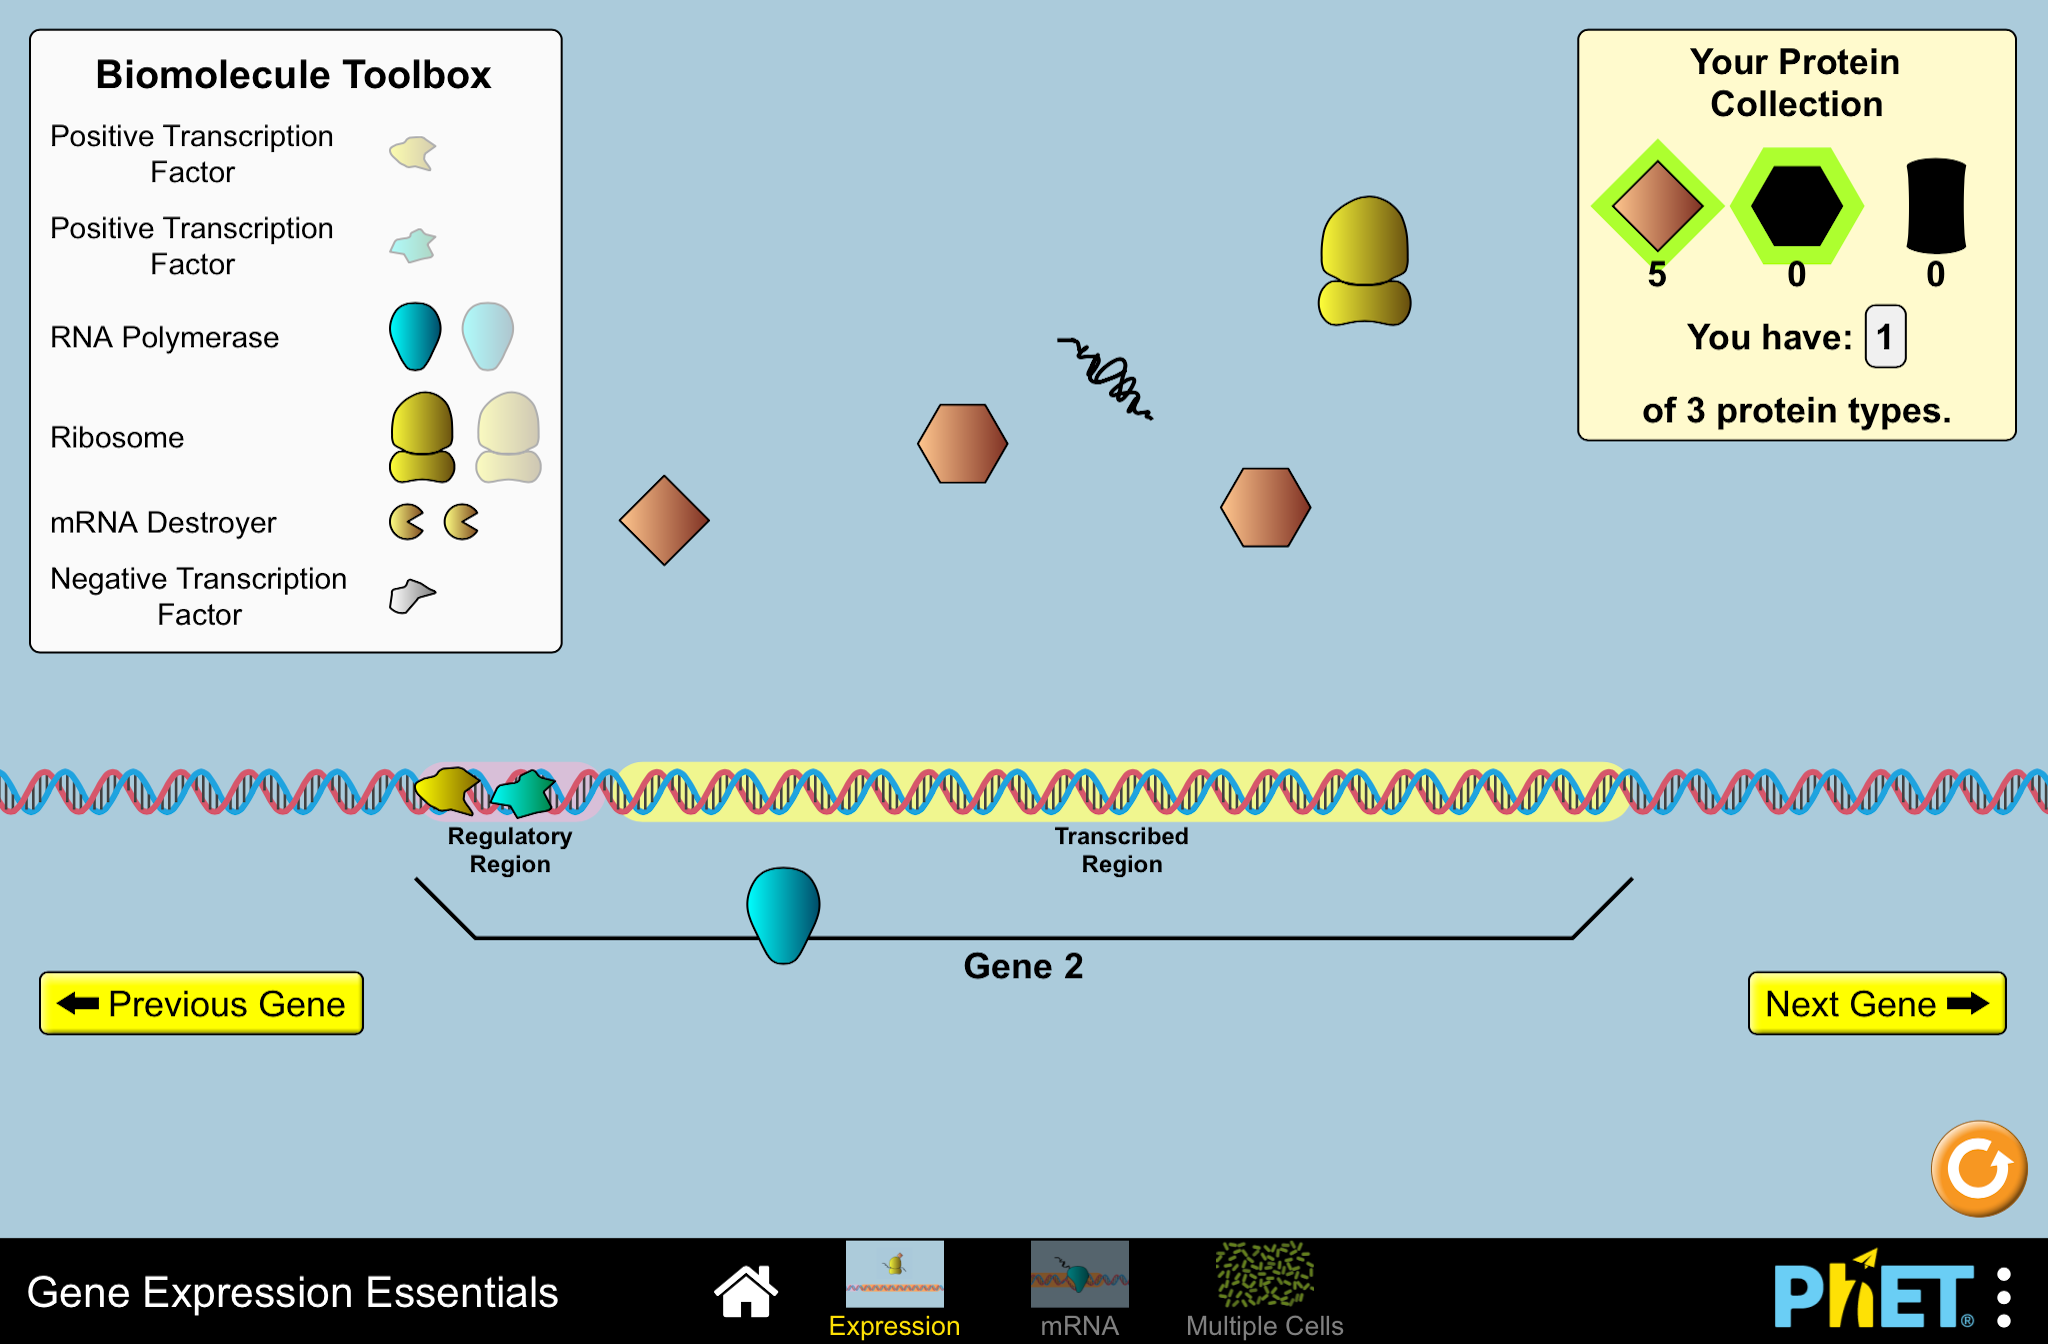 Biomolecule Toolbox
Positive Transcription
Factor
Positive Transcription
Factor
RNA Polymerase
Ribosome
mRNA Destroyer
Negative Transcription
Factor
Your Protein
Collection
5
0
0
You have: 1
of 3 protein types.
Regulatory
Region
Transcribed
Region
Gene 2
Previous Gene
Next Gene
Gene Expression Essentials
Expression
mRNA
Multiple Cells
PhET®